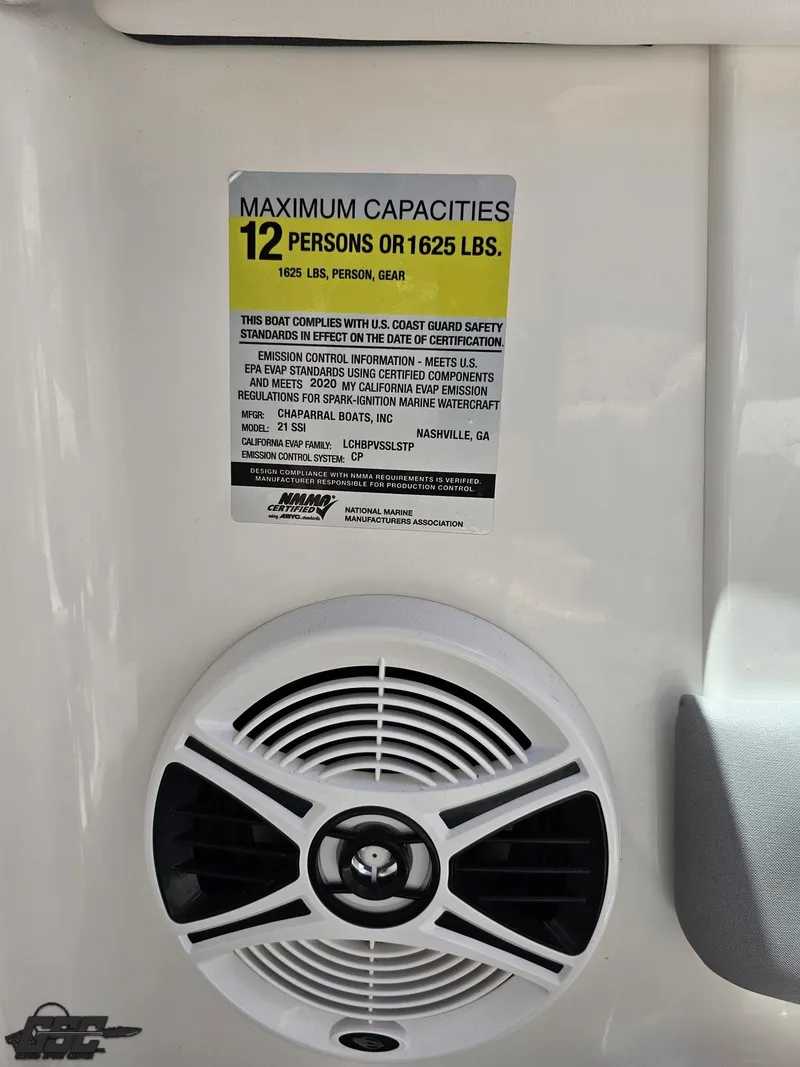 MAXIMUM CAPACITIES
12 PERSONS OR 1625 LBS.
1625 LBS, PERSON, GEAR
THIS BOAT COMPLIES WITH U.S. COAST GUARD SAFETY
STANDARDS IN EFFECT ON THE DATE OF CERTIFICATION.
EMISSION CONTROL INFORMATION - MEETS U.S.
EPA EVAP STANDARDS USING CERTIFIED COMPONENTS
AND MEETS 2020 MY CALIFORNIA EVAP EMISSION
REGULATIONS FOR SPARK-IGNITION MARINE WATERCRAFT
MFGR: CHAPARRAL BOATS, INC
MODEL: 21 SSI NASHVILLE, GA
CALIFORNIA EVAP FAMILY: LCHBPVSSLSTP
EMISSION CONTROL SYSTEM: CP
DESIGN COMPLIANCE WITH NMMA REQUIREMENTS IS VERIFIED.
MANUFACTURER RESPONSIBLE FOR PRODUCTION CONTROL.
NMMA®
CERTIFIED
using ABYC standards
NATIONAL MARINE
MANUFACTURERS ASSOCIATION
GSC